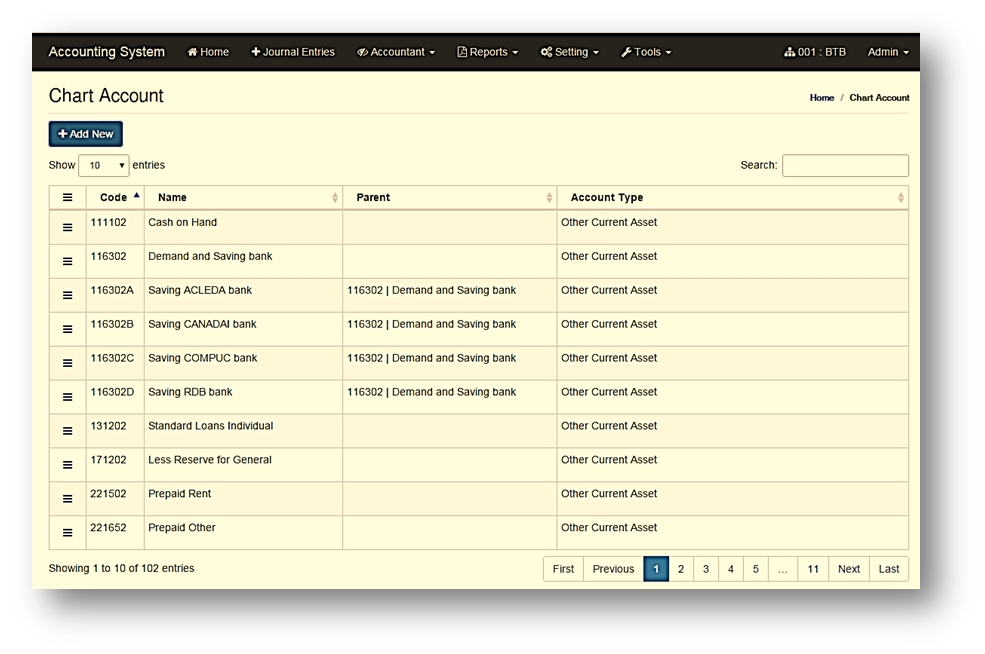 Accounting System Home Journal Entries Accountant Reports Setting Tools 001 : BTB Admin
Chart Account Home / Chart Account
Add New
Show 10 entries Search:
Code Name Parent Account Type
111102 Cash on Hand Other Current Asset
116302 Demand and Saving bank Other Current Asset
116302A Saving ACLEDA bank 116302 | Demand and Saving bank Other Current Asset
116302B Saving CANADAI bank 116302 | Demand and Saving bank Other Current Asset
116302C Saving COMPUC bank 116302 | Demand and Saving bank Other Current Asset
116302D Saving RDB bank 116302 | Demand and Saving bank Other Current Asset
131202 Standard Loans Individual Other Current Asset
171202 Less Reserve for General Other Current Asset
221502 Prepaid Rent Other Current Asset
221652 Prepaid Other Other Current Asset
Showing 1 to 10 of 102 entries First Previous 1 2 3 4 5 ... 11 Next Last